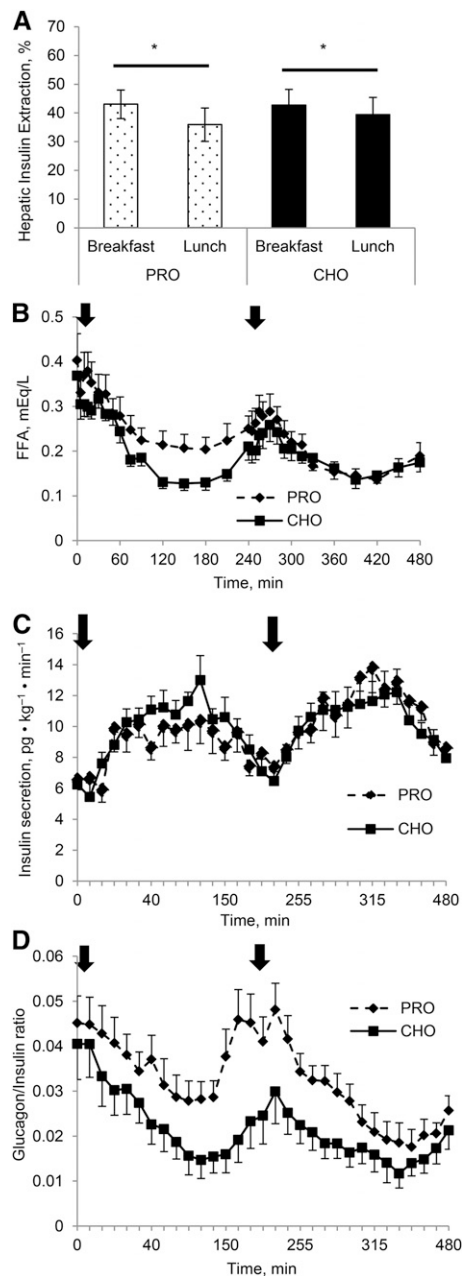 A
Hepatic Insulin Extraction, %
70
60
50
40
30
20
10
0
*
*
Breakfast Lunch Breakfast Lunch
PRO CHO
B
FFA, mEq/L
0.5
0.4
0.3
0.2
0.1
0
PRO
CHO
0 60 120 180 240 300 360 420 480
Time, min
C
Insulin secretion, pg • kg⁻¹ • min⁻¹
16
14
12
10
8
6
4
2
0
PRO
CHO
0 40 150 255 315 480
Time, min
D
Glucagon/Insulin ratio
0.06
0.05
0.04
0.03
0.02
0.01
0
PRO
CHO
0 40 150 255 315 480
Time, min